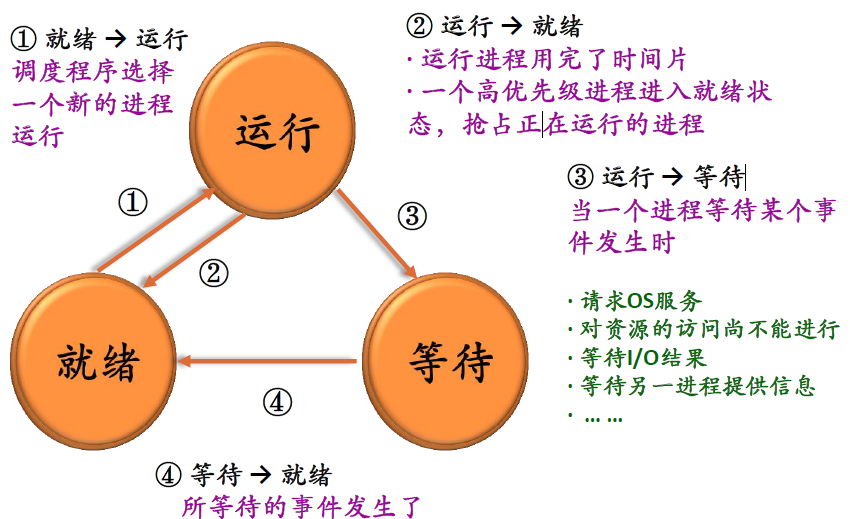 ① 就绪 → 运行
调度程序选择
一个新的进程
运行
② 运行 → 就绪
· 运行进程用完了时间片
· 一个高优先级进程进入就绪状
态，抢占正在运行的进程
运行
③ 运行 → 等待
当一个进程等待某个事
件发生时
①
③
②
· 请求OS服务
· 对资源的访问尚不能进行
· 等待I/O结果
· 等待另一进程提供信息
· … …
就绪
等待
④
④ 等待 → 就绪
所等待的事件发生了